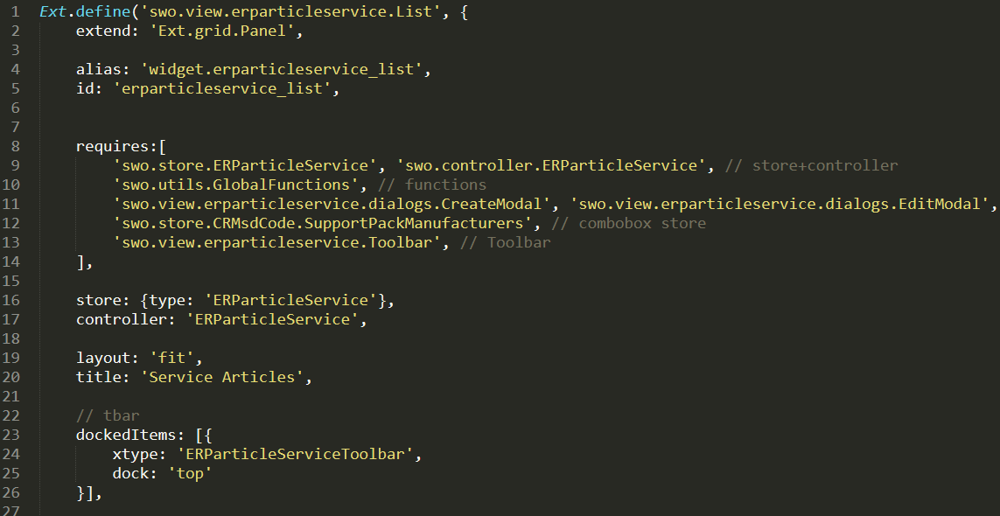 1 Ext.define('swo.view.erparticleservice.List', {
2     extend: 'Ext.grid.Panel',
3
4     alias: 'widget.erparticleservice_list',
5     id: 'erparticleservice_list',
6
7
8     requires:[
9         'swo.store.ERParticleService', 'swo.controller.ERParticleService', // store+controller
10         'swo.utils.GlobalFunctions', // functions
11         'swo.view.erparticleservice.dialogs.CreateModal', 'swo.view.erparticleservice.dialogs.EditModal',
12         'swo.store.CRMsdCode.SupportPackManufacturers', // combobox store
13         'swo.view.erparticleservice.Toolbar', // Toolbar
14     ],
15
16     store: {type: 'ERParticleService'},
17     controller: 'ERParticleService',
18
19     layout: 'fit',
20     title: 'Service Articles',
21
22     // tbar
23     dockedItems: [{
24         xtype: 'ERParticleServiceToolbar',
25         dock: 'top'
26     }],
27